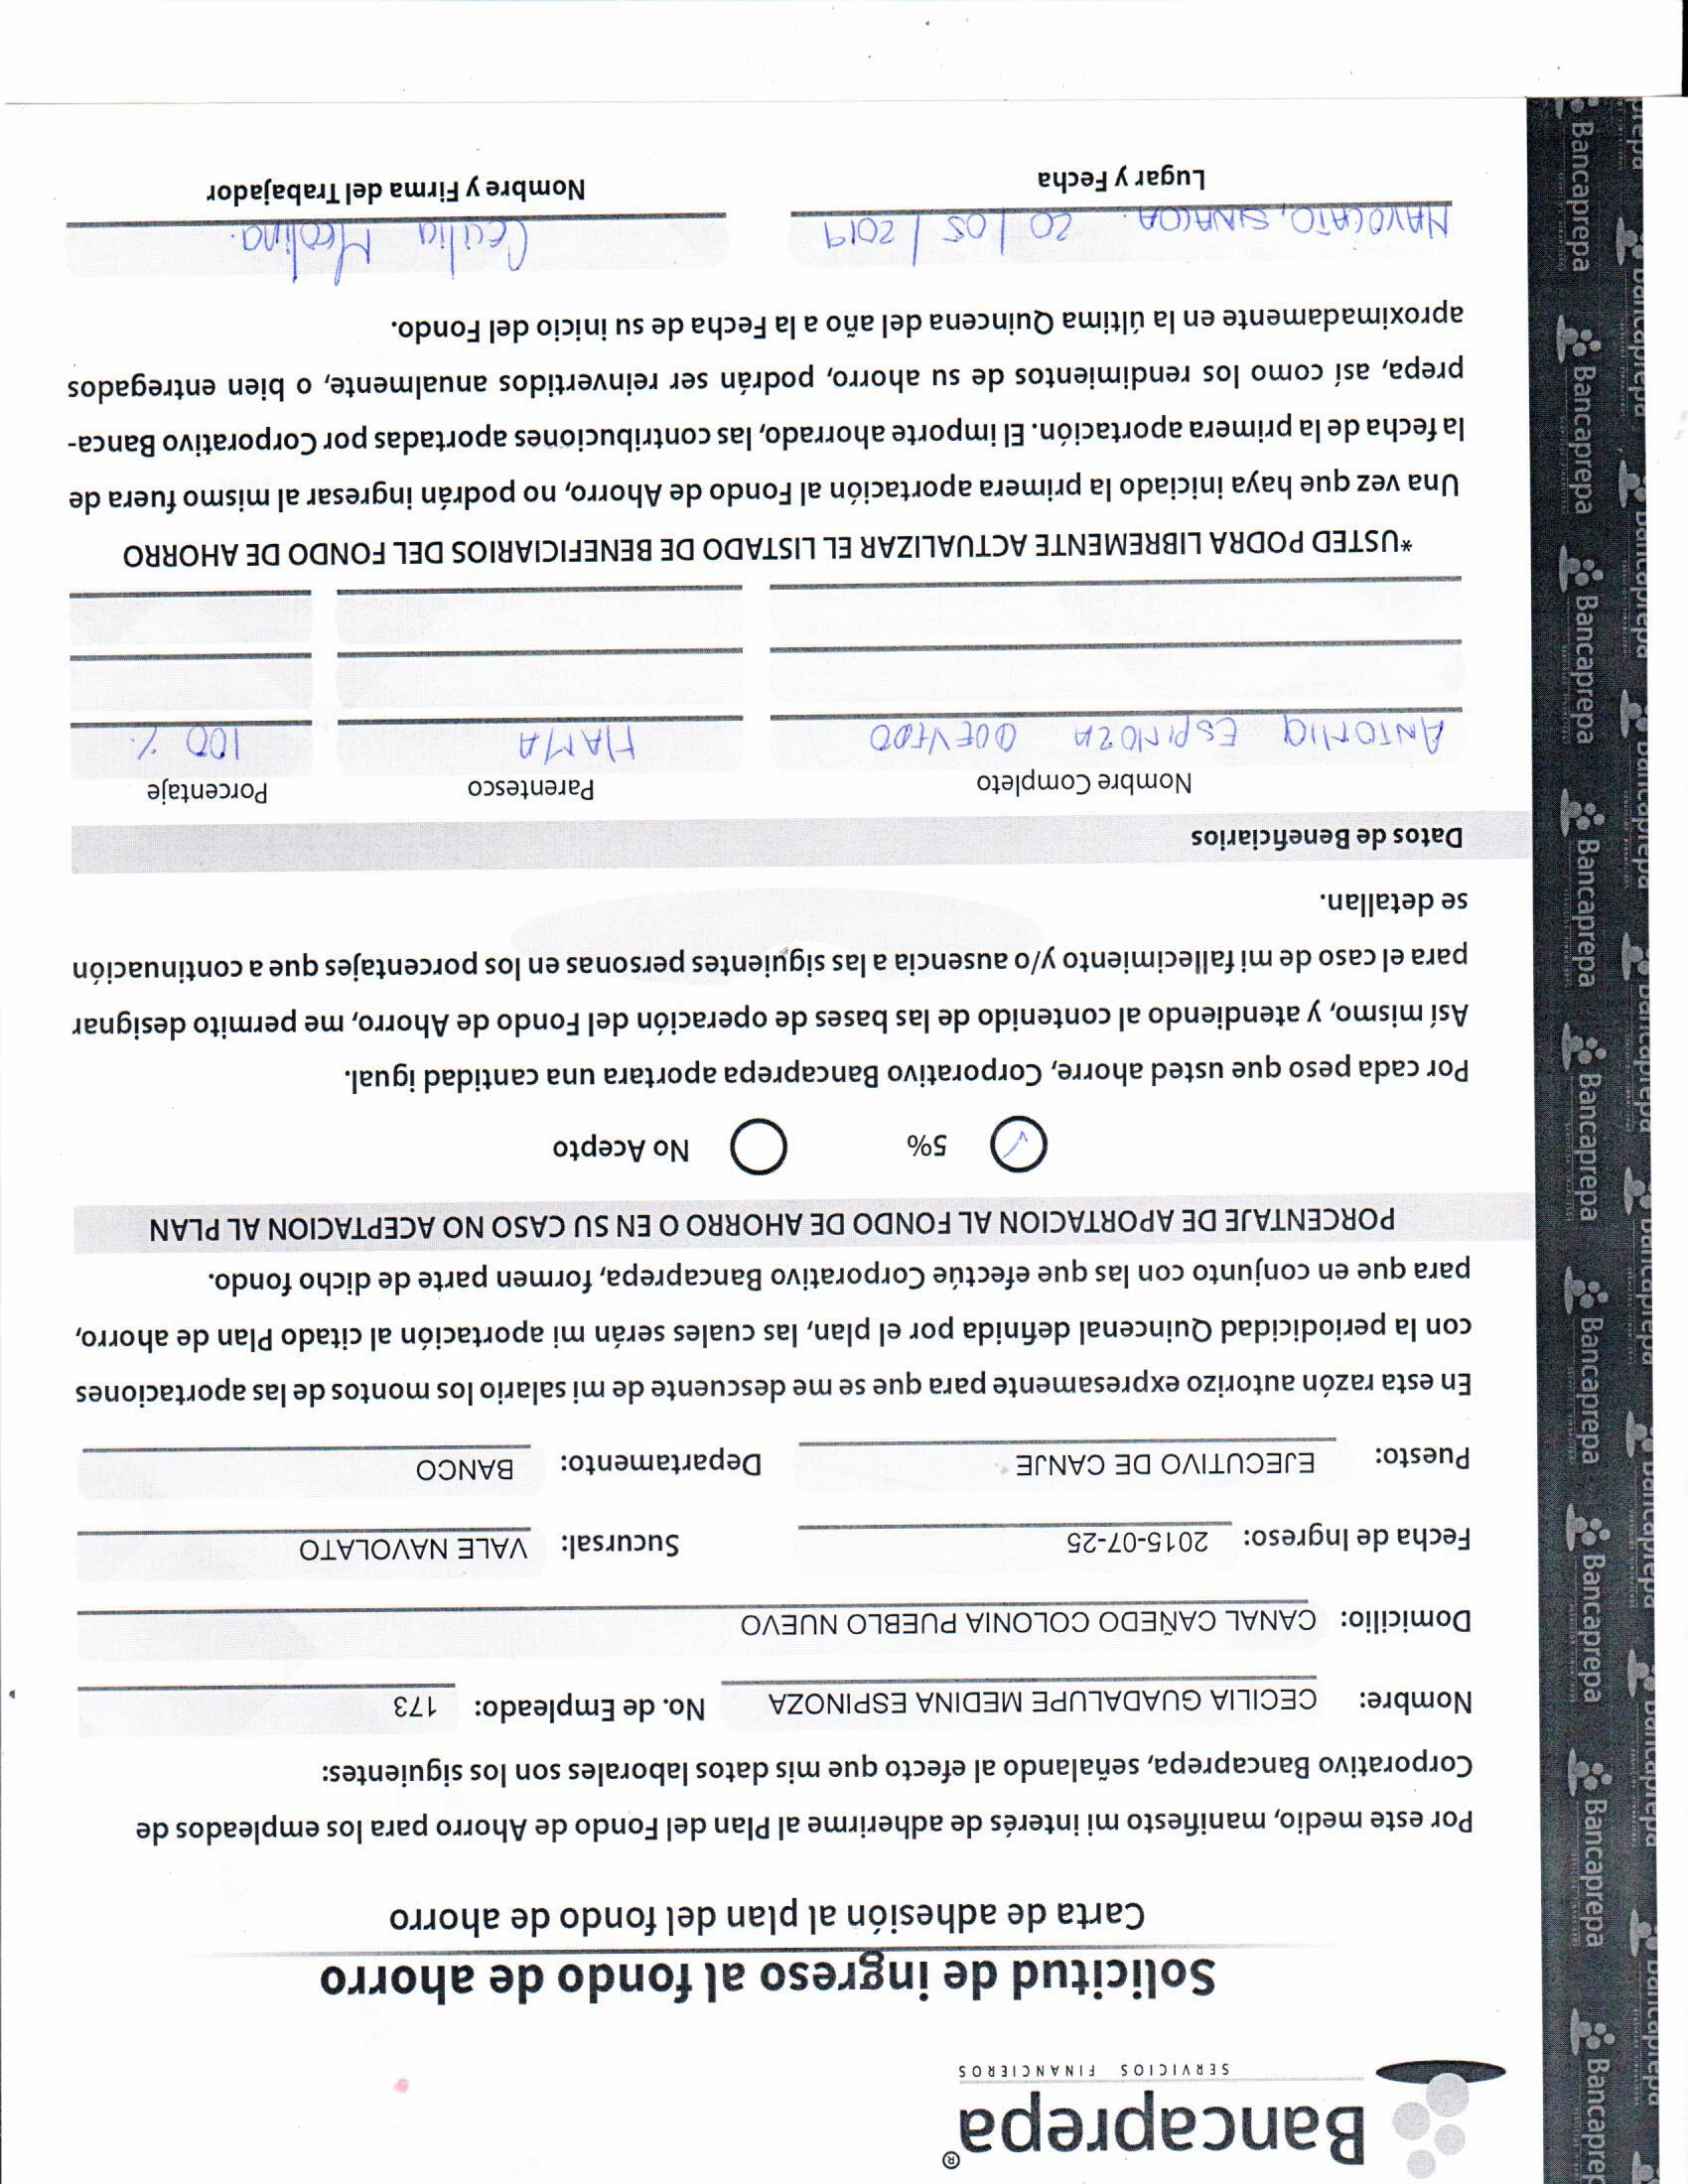 Bancaprepa®
SERVICIOS FINANCIEROS
Solicitud de ingreso al fondo de ahorro
Carta de adhesión al plan del fondo de ahorro
Por este medio, manifiesto mi interés de adherirme al Plan del Fondo de Ahorro para los empleados de
Corporativo Bancaprepa, señalando al efecto que mis datos laborales son los siguientes:
Nombre: CECILIA GUADALUPE MEDINA ESPINOZA No. de Empleado: 173
Domicilio: CANAL CAÑEDO COLONIA PUEBLO NUEVO
Fecha de Ingreso: 2015-07-25 Sucursal: VALE NAVOLATO
Puesto: EJECUTIVO DE CANJE Departamento: BANCO
En esta razón autorizo expresamente para que se me descuente de mi salario los montos de las aportaciones
con la periodicidad Quincenal definida por el plan, las cuales serán mi aportación al citado Plan de ahorro,
para que en conjunto con las que efectúe Corporativo Bancaprepa, formen parte de dicho fondo.
PORCENTAJE DE APORTACION AL FONDO DE AHORRO O EN SU CASO NO ACEPTACION AL PLAN
✓ 5% No Acepto
Por cada peso que usted ahorre, Corporativo Bancaprepa aportara una cantidad igual.
Así mismo, y atendiendo al contenido de las bases de operación del Fondo de Ahorro, me permito designar
para el caso de mi fallecimiento y/o ausencia a las siguientes personas en los porcentajes que a continuación
se detallan.
Datos de Beneficiarios
Nombre Completo Parentesco Porcentaje
ANTONIA ESPINOZA QUEVEDO MAMA 100 %
*USTED PODRA LIBREMENTE ACTUALIZAR EL LISTADO DE BENEFICIARIOS DEL FONDO DE AHORRO
Una vez que haya iniciado la primera aportación al Fondo de Ahorro, no podrán ingresar al mismo fuera de
la fecha de la primera aportación. El importe ahorrado, las contribuciones aportadas por Corporativo Banca-
prepa, así como los rendimientos de su ahorro, podrán ser reinvertidos anualmente, o bien entregados
aproximadamente en la última Quincena del año a la Fecha de su inicio del Fondo.
NAVOLATO, SINALOA. 20/05/2019 Cecilia Medina.
Lugar y Fecha Nombre y Firma del Trabajador